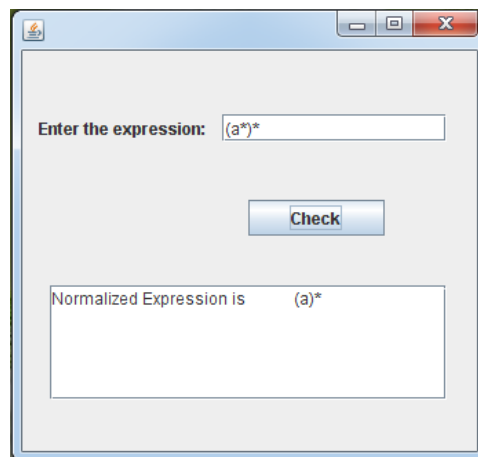 Enter the expression: (a*)*
Check
Normalized Expression is (a)*